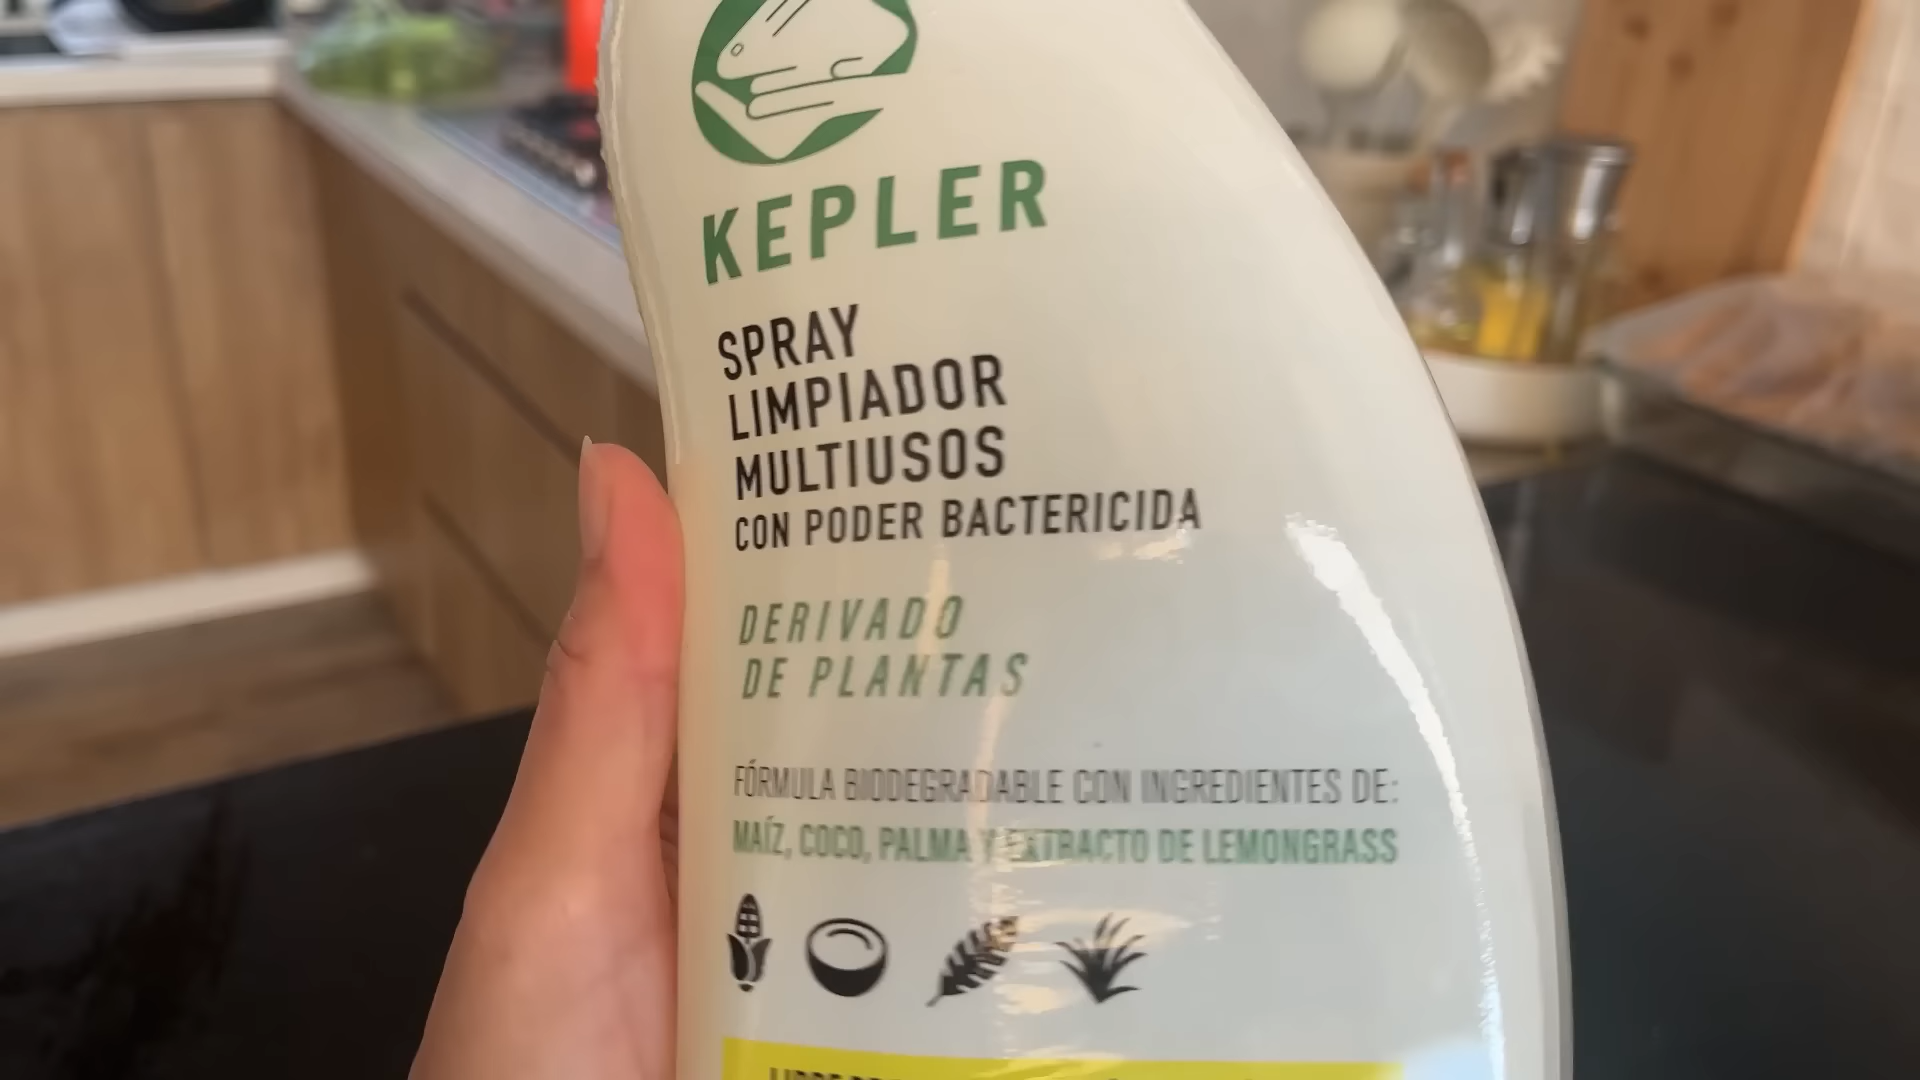 KEPLER
SPRAY
LIMPIADOR
MULTIUSOS
CON PODER BACTERICIDA
DERIVADO
DE PLANTAS
FÓRMULA BIODEGRADABLE CON INGREDIENTES DE:
MAÍZ, COCO, PALMA Y EXTRACTO DE LEMONGRASS